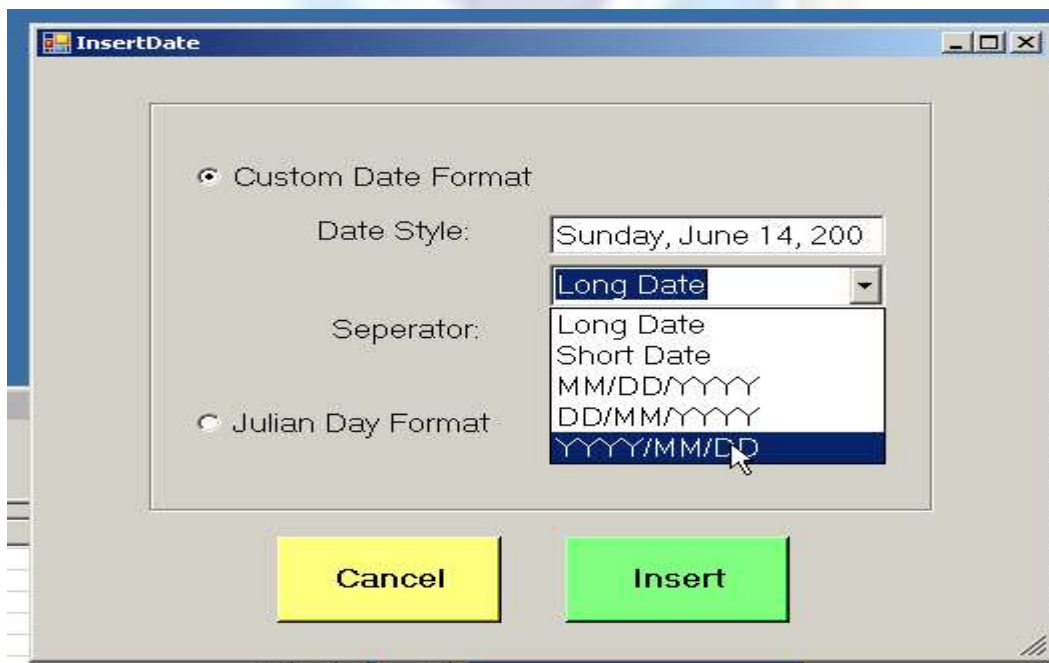 InsertDate
Custom Date Format
Date Style:
Sunday, June 14, 200
Long Date
Seperator:
Long Date
Short Date
MM/DD/YYYY
DD/MM/YYYY
YYYY/MM/DD
Julian Day Format
Cancel
Insert